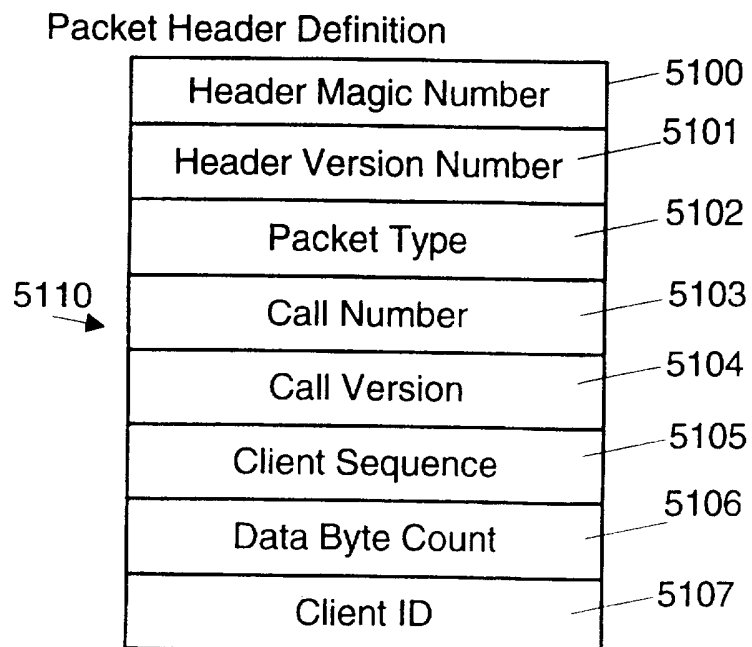 Packet Header Definition
Header Magic Number 5100
Header Version Number 5101
Packet Type 5102
5110 Call Number 5103
Call Version 5104
Client Sequence 5105
Data Byte Count 5106
Client ID 5107